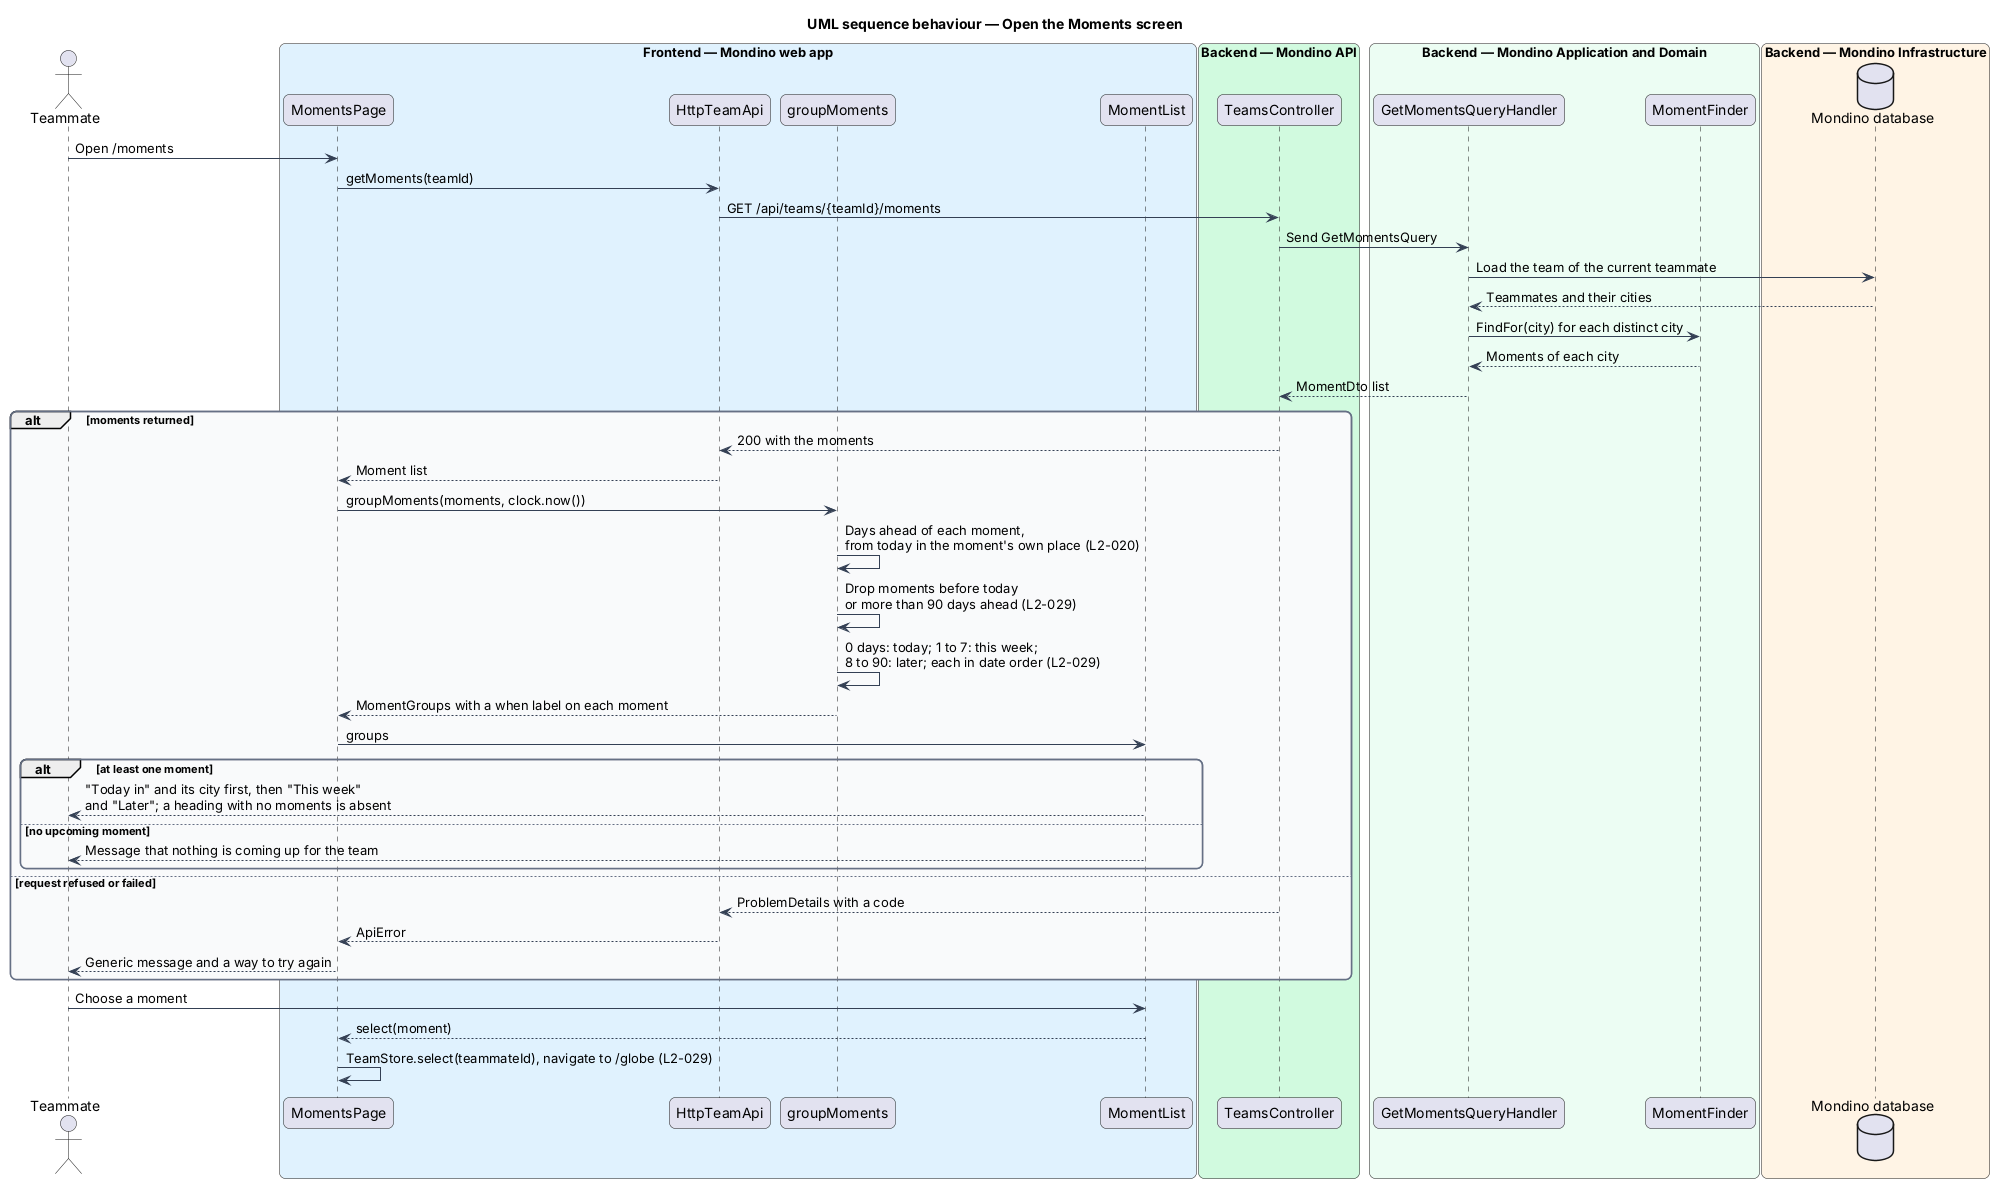 UML sequence behaviour — Open the Moments screen
Frontend — Mondino web app
Backend — Mondino API
Backend — Mondino Application and Domain
Backend — Mondino Infrastructure
Teammate
MomentsPage
HttpTeamApi
groupMoments
MomentList
TeamsController
GetMomentsQueryHandler
MomentFinder
Mondino database
Open /moments
getMoments(teamId)
GET /api/teams/{teamId}/moments
Send GetMomentsQuery
Load the team of the current teammate
Teammates and their cities
FindFor(city) for each distinct city
Moments of each city
MomentDto list
alt
[moments returned]
200 with the moments
Moment list
groupMoments(moments, clock.now())
Days ahead of each moment,
from today in the moment's own place (L2-020)
Drop moments before today
or more than 90 days ahead (L2-029)
0 days: today; 1 to 7: this week;
8 to 90: later; each in date order (L2-029)
MomentGroups with a when label on each moment
groups
alt
[at least one moment]
"Today in" and its city first, then "This week"
and "Later"; a heading with no moments is absent
[no upcoming moment]
Message that nothing is coming up for the team
[request refused or failed]
ProblemDetails with a code
ApiError
Generic message and a way to try again
Choose a moment
select(moment)
TeamStore.select(teammateId), navigate to /globe (L2-029)
Teammate
MomentsPage
HttpTeamApi
groupMoments
MomentList
TeamsController
GetMomentsQueryHandler
MomentFinder
Mondino database